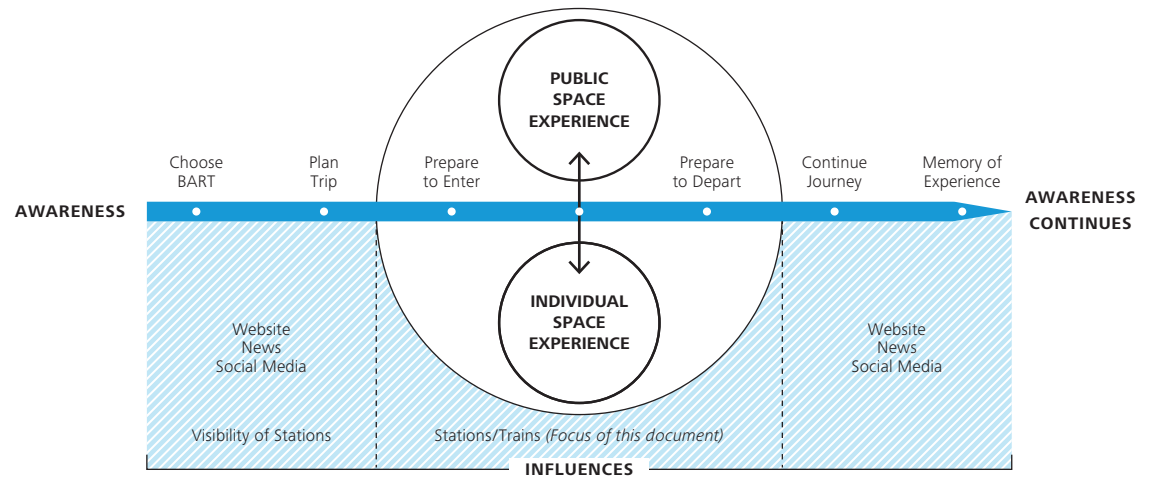 PUBLIC
SPACE
EXPERIENCE
Choose
BART
Plan
Trip
Prepare
to Enter
Prepare
to Depart
Continue
Journey
Memory of
Experience
AWARENESS
AWARENESS
CONTINUES
INDIVIDUAL
SPACE
EXPERIENCE
Website
News
Social Media
Website
News
Social Media
Visibility of Stations
Stations/Trains (Focus of this document)
INFLUENCES